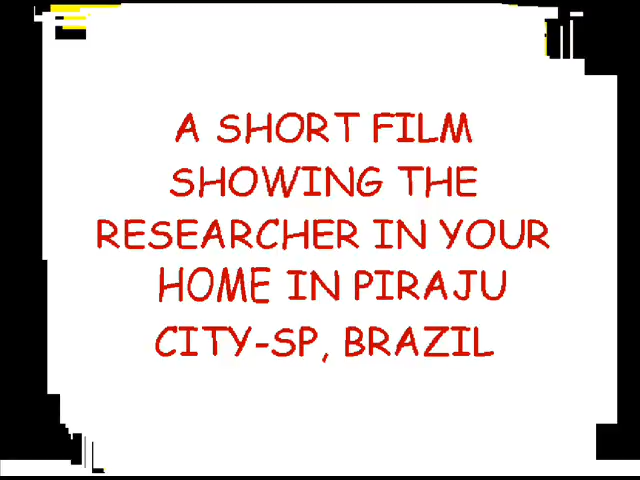 A SHORT FILM
SHOWING THE
RESEARCHER IN YOUR
HOME IN PIRAJU
CITY-SP, BRAZIL